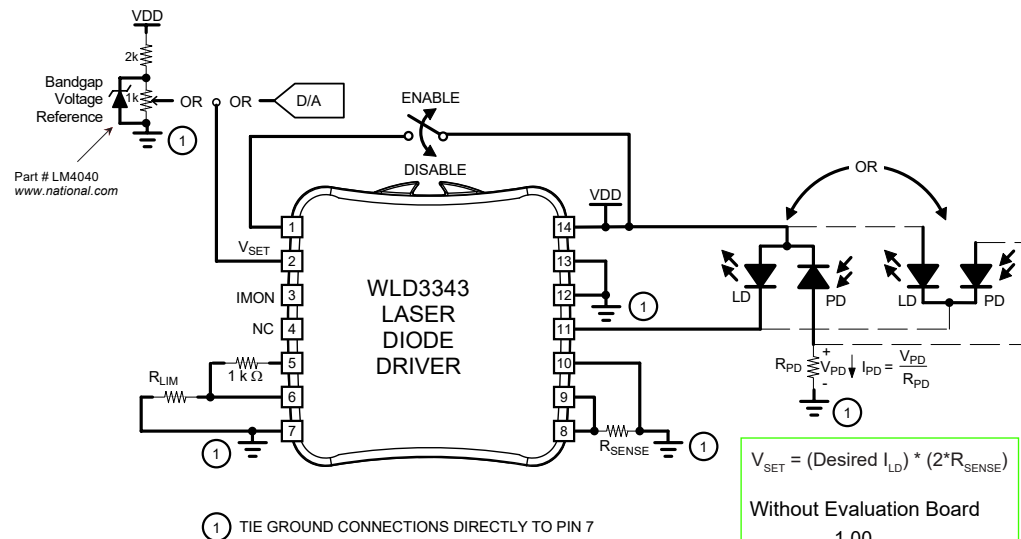 VDD
2k
Bandgap
Voltage
Reference
1k
OR
OR
D/A
1
Part # LM4040
www.national.com
ENABLE
DISABLE
VDD
OR
1
2
3
4
5
6
7
14
13
12
11
10
9
8
VSET
IMON
NC
WLD3343
LASER
DIODE
DRIVER
1
LD
PD
LD
PD
RLIM
1 k Ω
1
RSENSE
1
RPD
+
VPD
-
IPD = VPD
RPD
1
VSET = (Desired ILD) * (2*RSENSE)
Without Evaluation Board
1.00
1 TIE GROUND CONNECTIONS DIRECTLY TO PIN 7